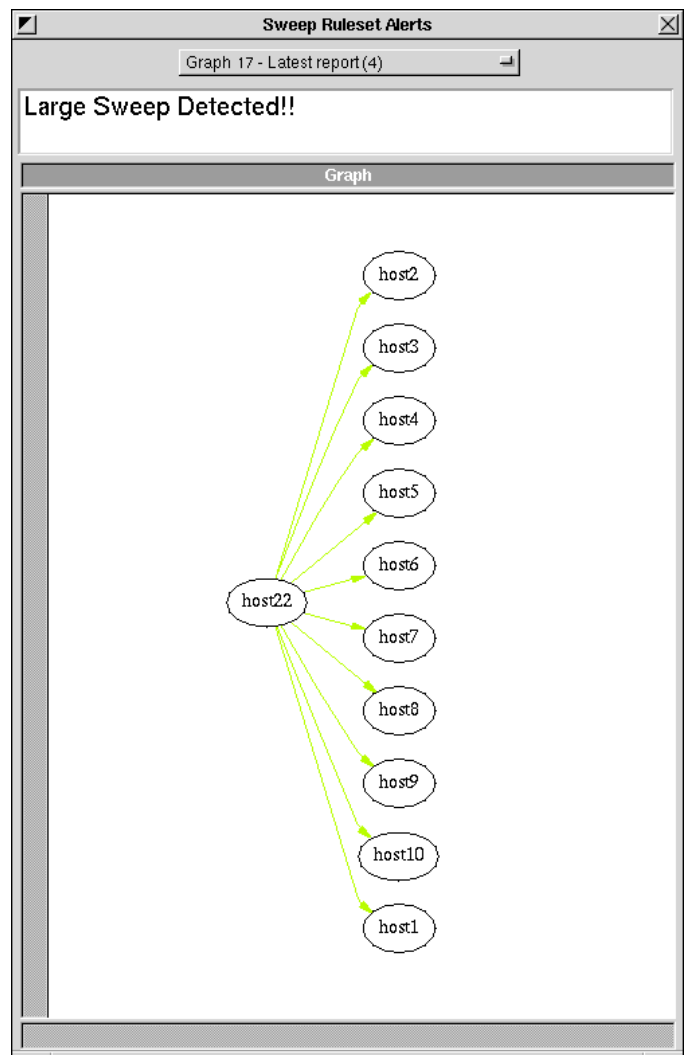 Sweep Ruleset Alerts
Graph 17 - Latest report (4)
Large Sweep Detected!!
Graph
host2
host3
host4
host5
host6
host22
host7
host8
host9
host10
host1